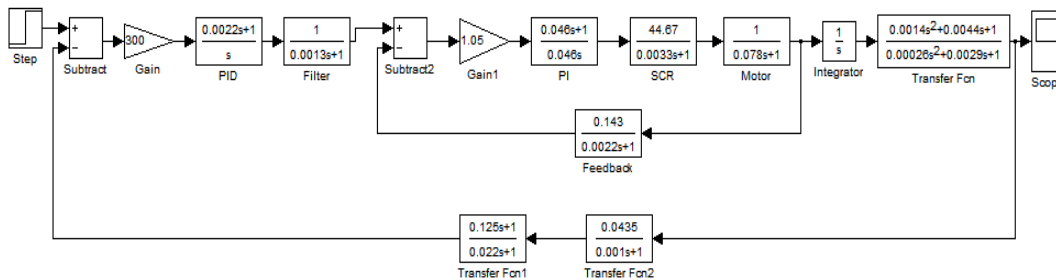 Step
+
−
Subtract
300
Gain
0.0022s+1
s
PID
1
0.0013s+1
Filter
+
−
Subtract2
1.05
Gain1
0.046s+1
0.046s
PI
44.67
0.0033s+1
SCR
1
0.078s+1
Motor
1
s
Integrator
0.0014s²+0.0044s+1
0.00026s²+0.0029s+1
Transfer Fcn
Scop
0.143
0.0022s+1
Feedback
0.125s+1
0.022s+1
Transfer Fcn1
0.0435
0.001s+1
Transfer Fcn2